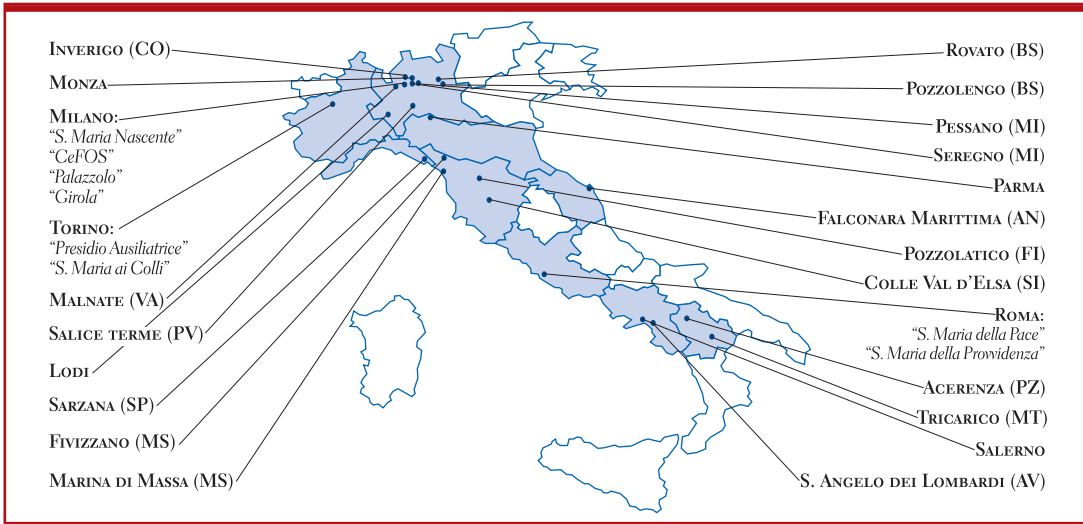 Inverigo (CO)
Monza
Milano:
“S. Maria Nascente”
“CeFOS”
“Palazzolo”
“Girola”
Torino:
“Presidio Ausiliatrice”
“S. Maria ai Colli”
Malnate (VA)
Salice terme (PV)
Lodi
Sarzana (SP)
Fivizzano (MS)
Marina di Massa (MS)
Rovato (BS)
Pozzolengo (BS)
Pessano (MI)
Seregno (MI)
Parma
Falconara Marittima (AN)
Pozzolatico (FI)
Colle Val d’Elsa (SI)
Roma:
“S. Maria della Pace”
“S. Maria della Provvidenza”
Acerenza (PZ)
Tricarico (MT)
Salerno
S. Angelo dei Lombardi (AV)